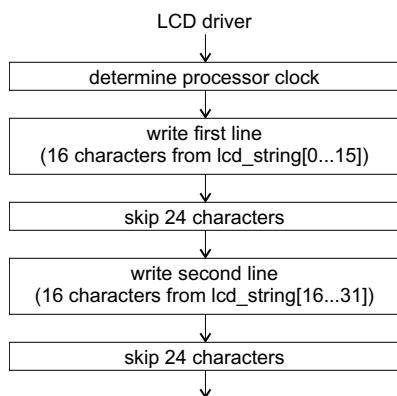 LCD driver
determine processor clock
write first line
(16 characters from lcd_string[0...15])
skip 24 characters
write second line
(16 characters from lcd_string[16...31])
skip 24 characters